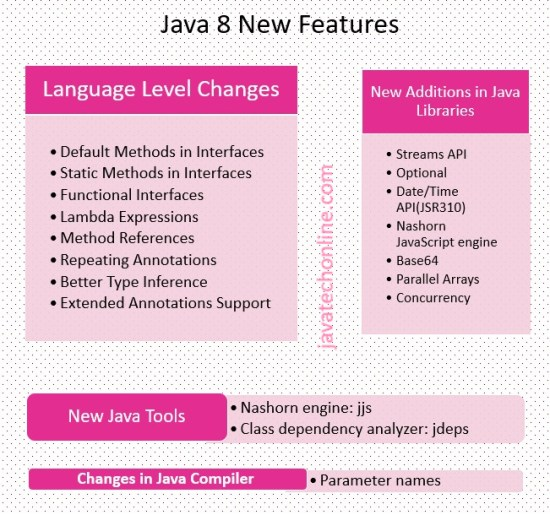 Java 8 New Features
Language Level Changes
• Default Methods in Interfaces
• Static Methods in Interfaces
• Functional Interfaces
• Lambda Expressions
• Method References
• Repeating Annotations
• Better Type Inference
• Extended Annotations Support
javatechonline.com
New Additions in Java
Libraries
• Streams API
• Optional
• Date/Time
API(JSR310)
• Nashorn
JavaScript engine
• Base64
• Parallel Arrays
• Concurrency
New Java Tools
• Nashorn engine: jjs
• Class dependency analyzer: jdeps
Changes in Java Compiler
• Parameter names